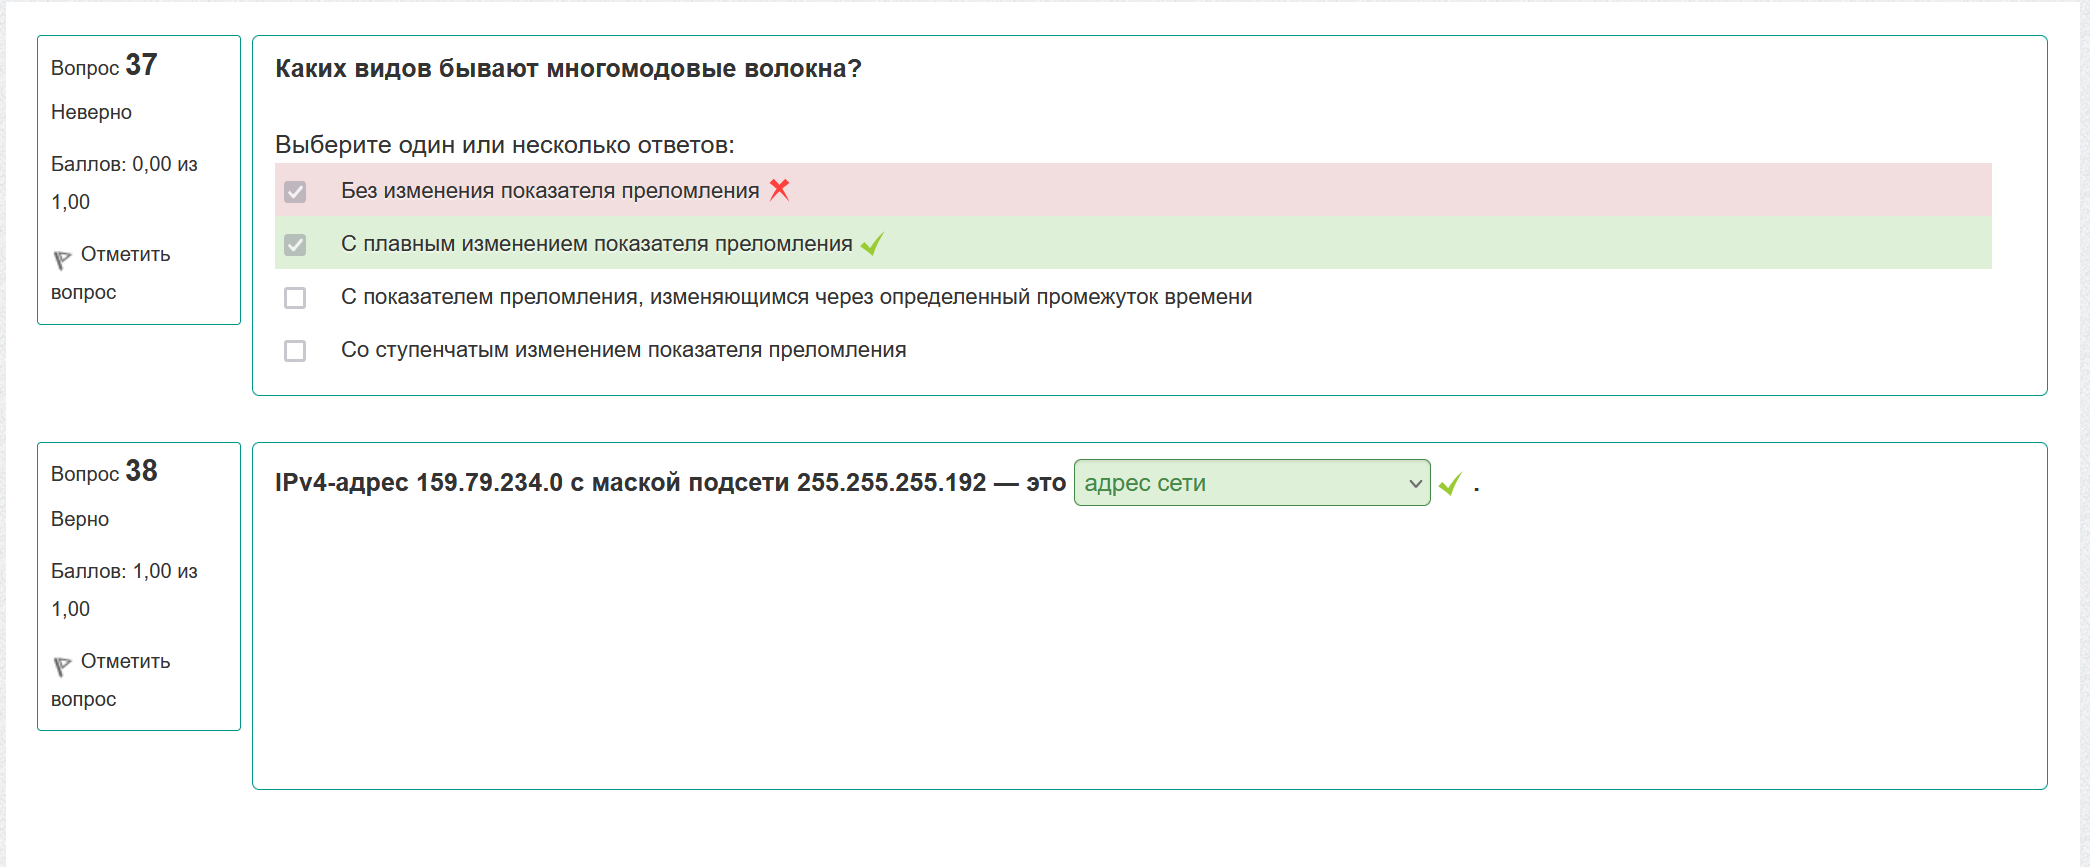 Вопрос 37
Неверно
Баллов: 0,00 из
1,00
Отметить
вопрос
Каких видов бывают многомодовые волокна?
Выберите один или несколько ответов:
Без изменения показателя преломления
С плавным изменением показателя преломления
С показателем преломления, изменяющимся через определенный промежуток времени
Со ступенчатым изменением показателя преломления
Вопрос 38
Верно
Баллов: 1,00 из
1,00
Отметить
вопрос
IPv4-адрес 159.79.234.0 с маской подсети 255.255.255.192 — это адрес сети .